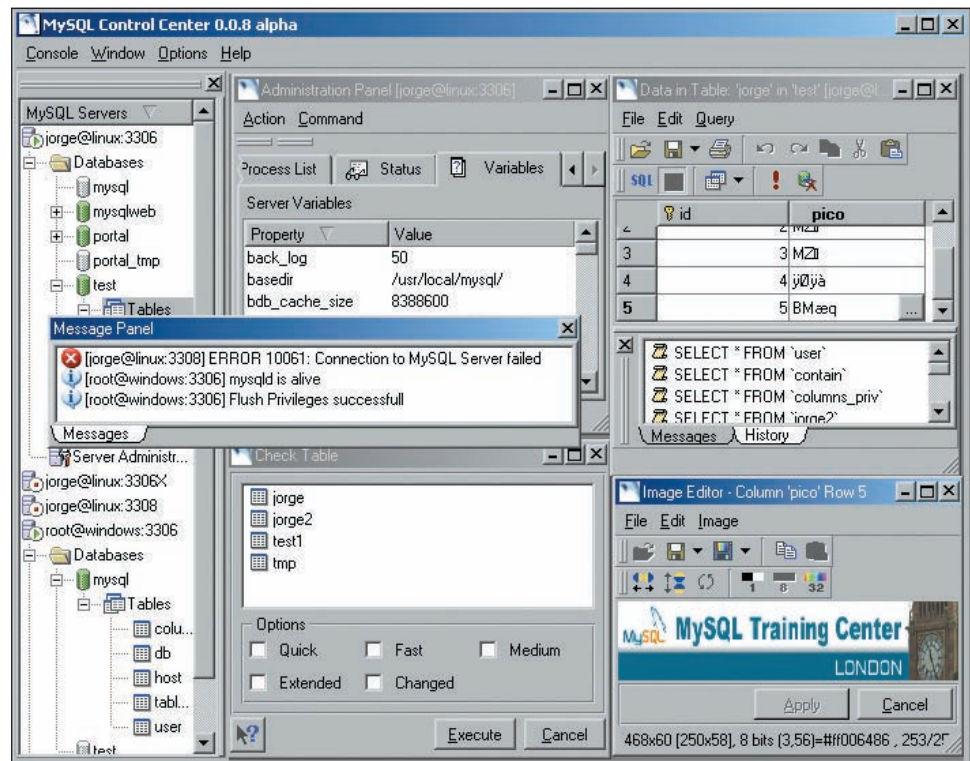 MySQL Control Center 0.0.8 alpha
Console Window Options Help
MySQL Servers
jorge@linux:3306
Databases
mysql
mysqlweb
portal
portal_tmp
test
Tables
Server Administr...
jorge@linux:3306X
jorge@linux:3308
root@windows:3306
Databases
mysql
Tables
colu...
db
host
tabl...
user
test
Administration Panel [jorge@linux:3306]
Action Command
Process List Status Variables
Server Variables
Property Value
back_log 50
basedir /usr/local/mysql/
bdb_cache_size 8388600
Data in Table: 'jorge' in 'test' [jorge@l...
File Edit Query
SQL
id pico
2
3 3
4 4 ÿØÿà
5 5 BMæq ...
Message Panel
[jorge@linux:3308] ERROR 10061: Connection to MySQL Server failed
[root@windows:3306] mysqld is alive
[root@windows:3306] Flush Privileges successfull
Messages
SELECT * FROM `user`
SELECT * FROM `contain`
SELECT * FROM `columns_priv`
SELECT * FROM `jorge2`
Messages History
Check Table
jorge
jorge2
test1
tmp
Options
Quick Fast Medium
Extended Changed
Execute Cancel
Image Editor - Column 'pico' Row 5
File Edit Image
1 8 32
MySQL MySQL Training Center
LONDON
Apply Cancel
468x60 [250x58], 8 bits (3,56)=#ff006486 , 253/25